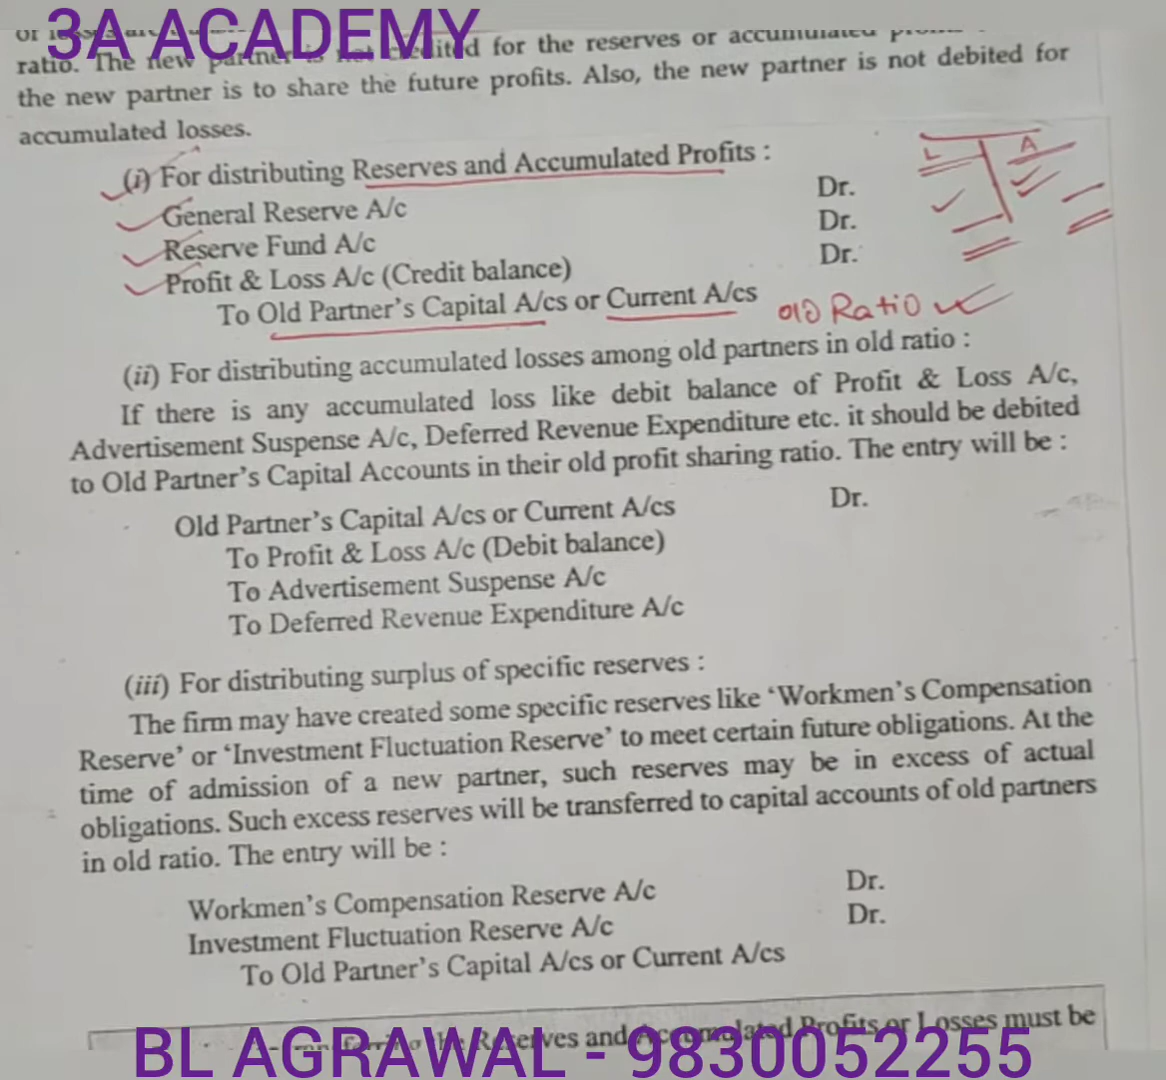 3A ACADEMY
ratio. The new partner is not credited for the reserves or accumulated
the new partner is to share the future profits. Also, the new partner is not debited for
accumulated losses.
(i) For distributing Reserves and Accumulated Profits :
General Reserve A/c Dr.
Reserve Fund A/c Dr.
Profit & Loss A/c (Credit balance) Dr.
To Old Partner's Capital A/cs or Current A/cs
old Ratio
L A
(ii) For distributing accumulated losses among old partners in old ratio :
If there is any accumulated loss like debit balance of Profit & Loss A/c,
Advertisement Suspense A/c, Deferred Revenue Expenditure etc. it should be debited
to Old Partner's Capital Accounts in their old profit sharing ratio. The entry will be :
Old Partner's Capital A/cs or Current A/cs Dr.
To Profit & Loss A/c (Debit balance)
To Advertisement Suspense A/c
To Deferred Revenue Expenditure A/c
(iii) For distributing surplus of specific reserves :
The firm may have created some specific reserves like 'Workmen's Compensation
Reserve' or 'Investment Fluctuation Reserve' to meet certain future obligations. At the
time of admission of a new partner, such reserves may be in excess of actual
obligations. Such excess reserves will be transferred to capital accounts of old partners
in old ratio. The entry will be :
Workmen's Compensation Reserve A/c Dr.
Investment Fluctuation Reserve A/c Dr.
To Old Partner's Capital A/cs or Current A/cs
the Reserves and Accumulated Profits or Losses must be
BL AGRAWAL - 9830052255